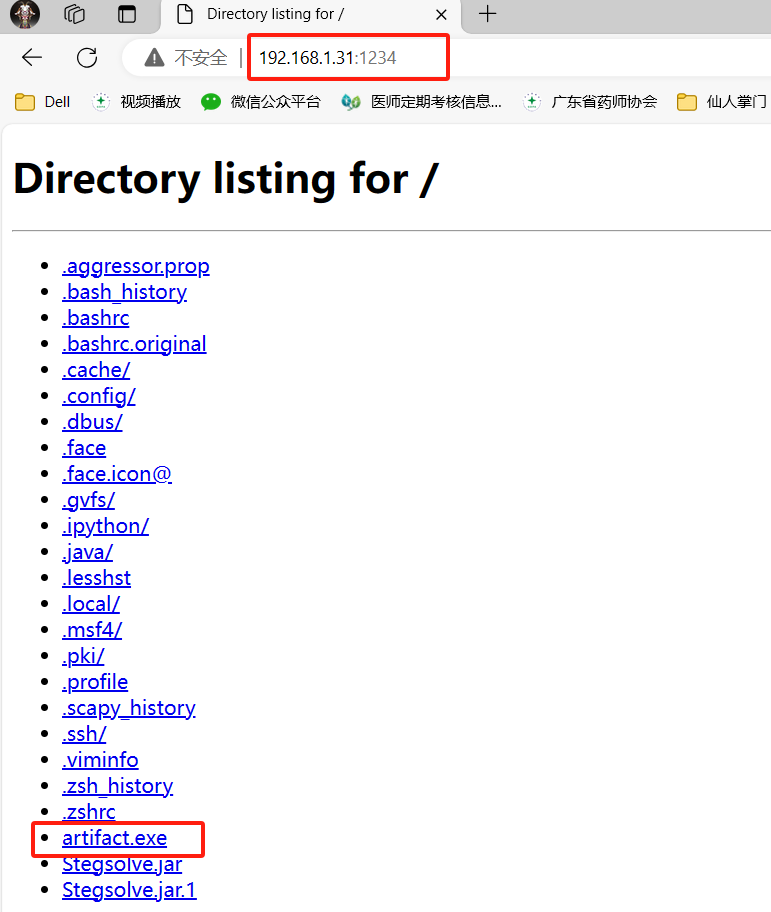 Directory listing for /
不安全 | 192.168.1.31:1234
Dell 视频播放 微信公众平台 医师定期考核信息... 广东省药师协会 仙人掌门
Directory listing for /
.aggressor.prop
.bash_history
.bashrc
.bashrc.original
.cache/
.config/
.dbus/
.face
.face.icon@
.gvfs/
.ipython/
.java/
.lesshst
.local/
.msf4/
.pki/
.profile
.scapy_history
.ssh/
.viminfo
.zsh_history
.zshrc
artifact.exe
Stegsolve.jar
Stegsolve.jar.1